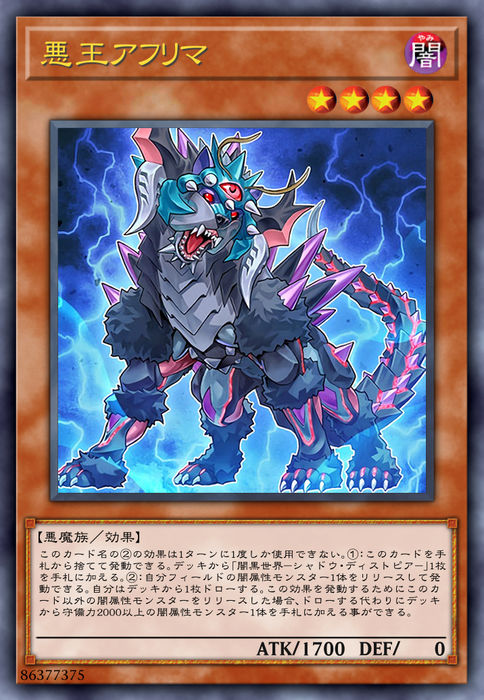 悪王アフリマ
やみ
闇
【悪魔族／効果】
このカード名の②の効果は1ターンに1度しか使用できない。①：このカードを手
札から捨てて発動できる。デッキから「闇黒世界－シャドウ・ディストピア－」1枚
を手札に加える。②：自分フィールドの闇属性モンスター1体をリリースして発
動できる。自分はデッキから1枚ドローする。この効果を発動するためにこのカ
ード以外の闇属性モンスターをリリースした場合、ドローする代わりにデッキ
から守備力2000以上の闇属性モンスター1体を手札に加える事ができる。
ATK/1700 DEF/ 0
86377375